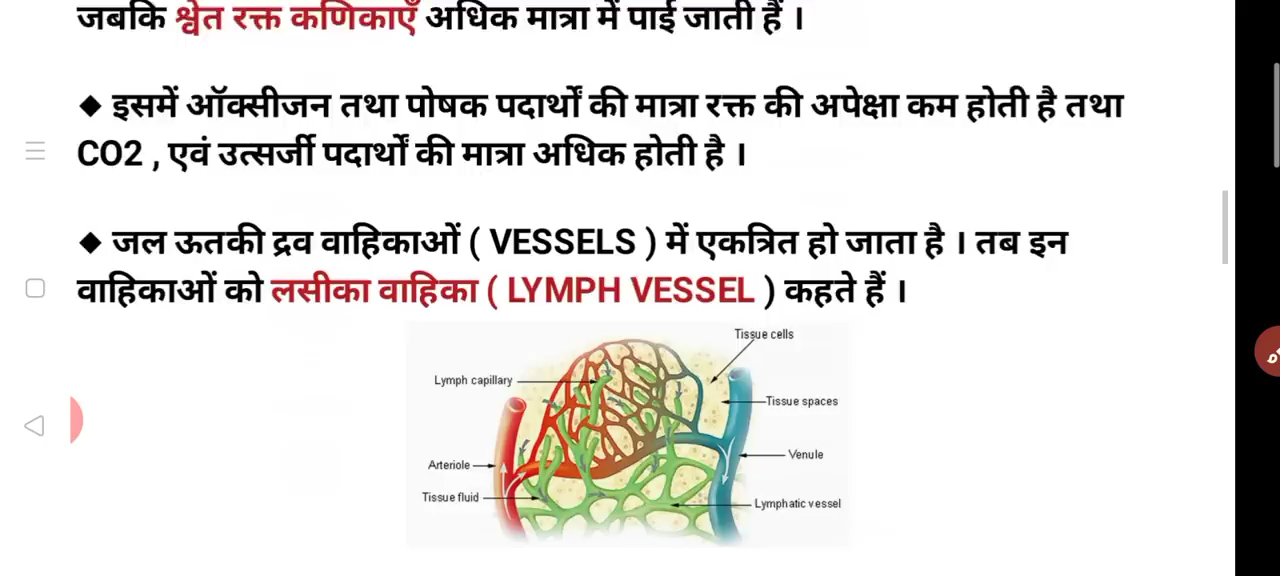 जबकि श्वेत रक्त कणिकाएँ अधिक मात्रा में पाई जाती हैं ।
◆ इसमें ऑक्सीजन तथा पोषक पदार्थों की मात्रा रक्त की अपेक्षा कम होती है तथा
CO2 , एवं उत्सर्जी पदार्थों की मात्रा अधिक होती है ।
◆ जल ऊतकी द्रव वाहिकाओं ( VESSELS ) में एकत्रित हो जाता है । तब इन
वाहिकाओं को लसीका वाहिका ( LYMPH VESSEL ) कहते हैं ।
Tissue cells
Lymph capillary
Tissue spaces
Venule
Arteriole
Tissue fluid
Lymphatic vessel